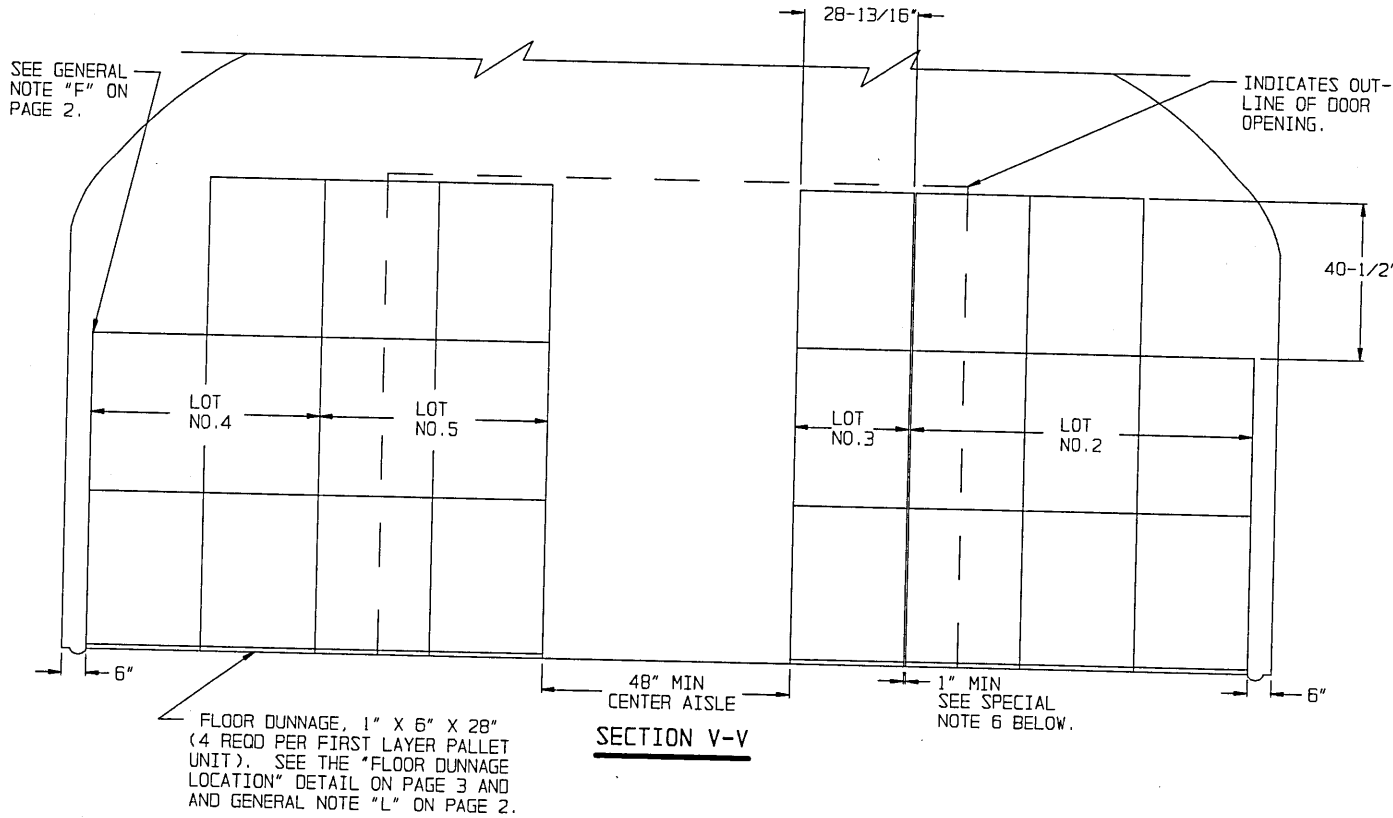 28-13/16"
SEE GENERAL
NOTE "F" ON
PAGE 2.
INDICATES OUT-
LINE OF DOOR
OPENING.
40-1/2"
LOT
NO.4
LOT
NO.5
LOT
NO.3
LOT
NO.2
6"
48" MIN
CENTER AISLE
1" MIN
SEE SPECIAL
NOTE 6 BELOW.
6"
FLOOR DUNNAGE, 1" X 6" X 28"
(4 REQD PER FIRST LAYER PALLET
UNIT). SEE THE "FLOOR DUNNAGE
LOCATION" DETAIL ON PAGE 3 AND
AND GENERAL NOTE "L" ON PAGE 2.
SECTION V-V